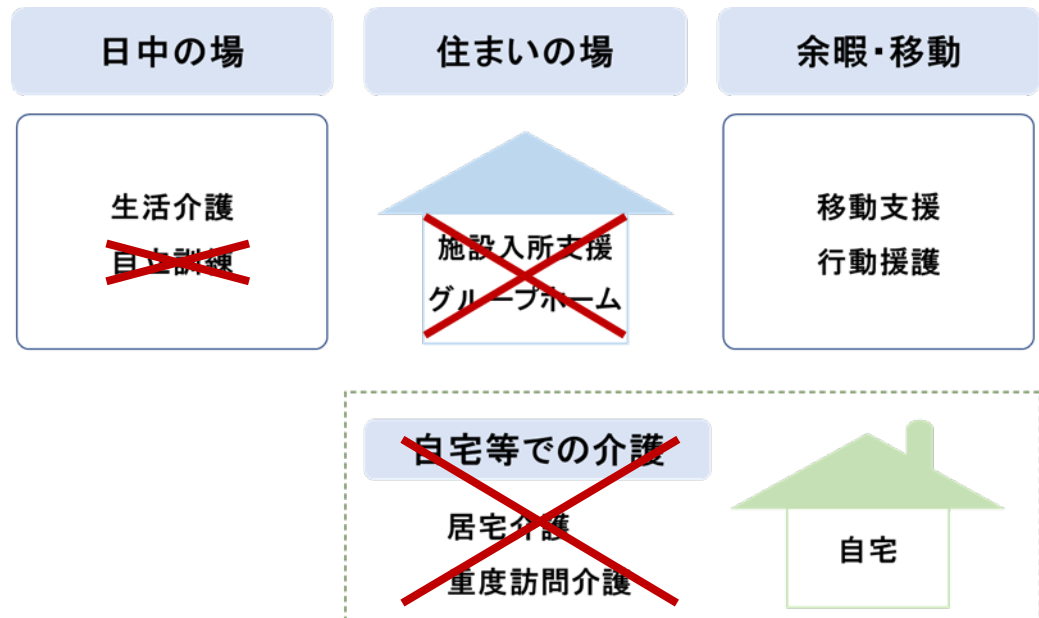 日中の場
住まいの場
余暇・移動
生活介護
自立訓練
施設入所支援
グループホーム
移動支援
行動援護
自宅等での介護
居宅介護
重度訪問介護
自宅